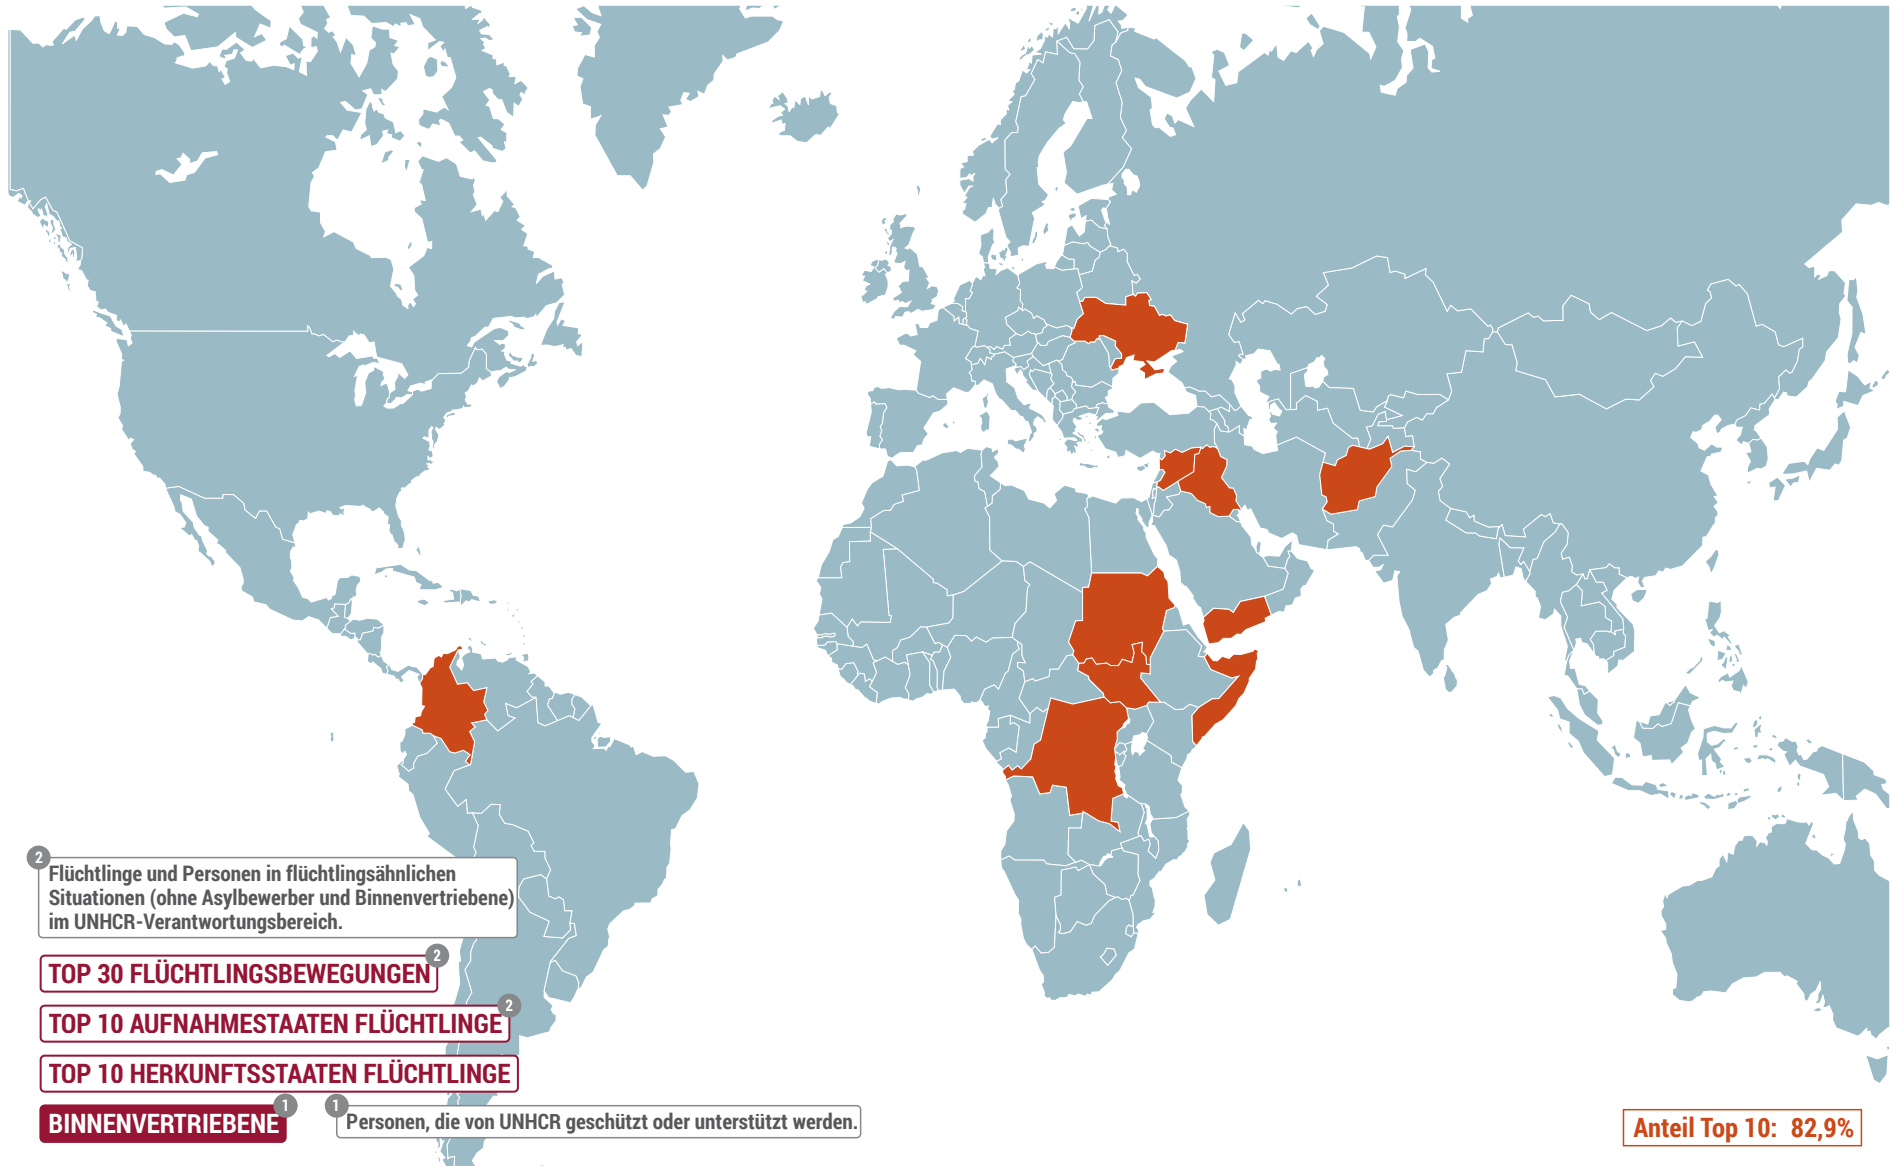 2
Flüchtlinge und Personen in flüchtlingsähnlichen
Situationen (ohne Asylbewerber und Binnenvertriebene)
im UNHCR-Verantwortungsbereich.
TOP 30 FLÜCHTLINGSBEWEGUNGEN 2
TOP 10 AUFNAHMESTAATEN FLÜCHTLINGE 2
TOP 10 HERKUNFTSSTAATEN FLÜCHTLINGE
BINNENVERTRIEBENE 1
1 Personen, die von UNHCR geschützt oder unterstützt werden.
Anteil Top 10: 82,9%